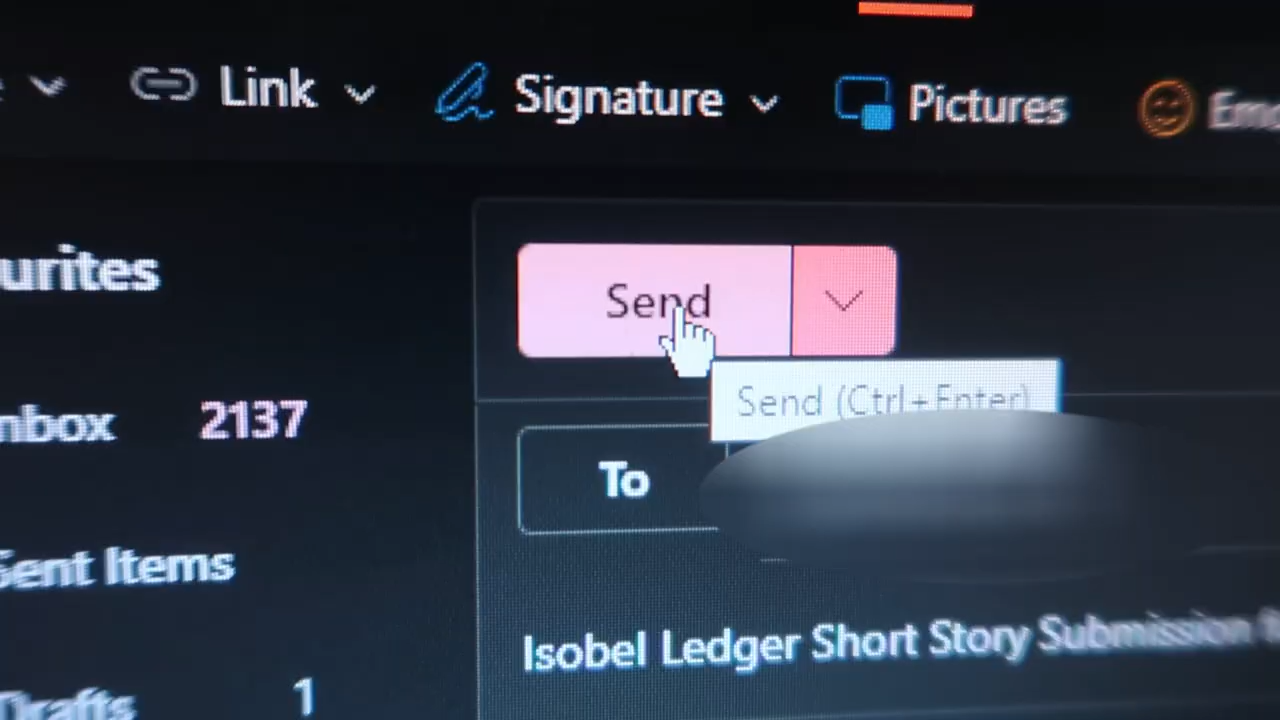 Link Signature Pictures
urites
Send
Send (Ctrl+Enter)
nbox 2137
To
Sent Items
Isobel Ledger Short Story Submission
Drafts 1